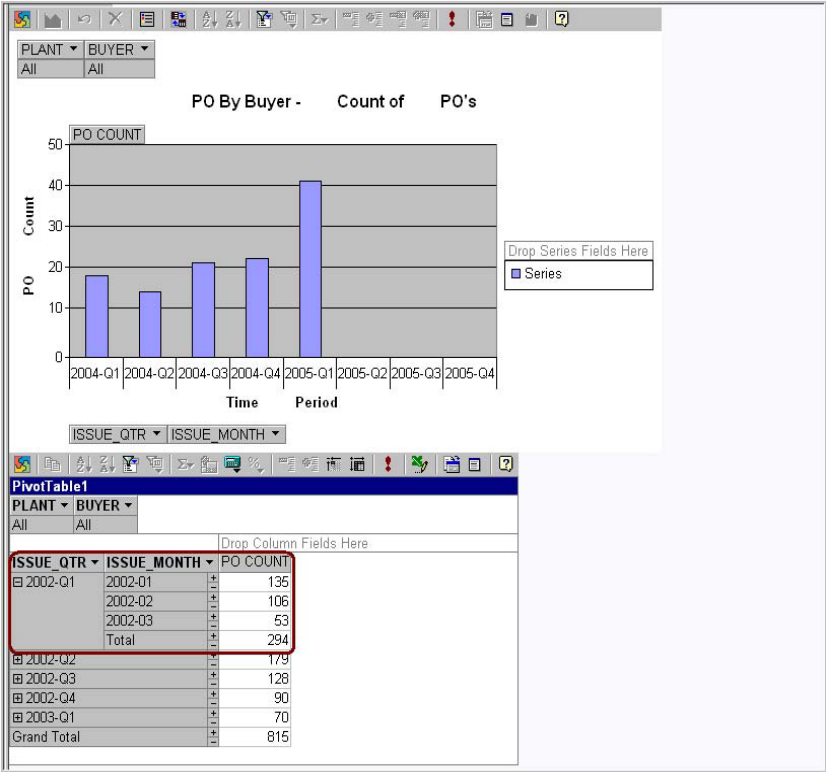 PLANT BUYER
All All
PO By Buyer - Count of PO's
PO COUNT
50
40
30
20
10
0
PO Count
Drop Series Fields Here
Series
2004-Q1 2004-Q2 2004-Q3 2004-Q4 2005-Q1 2005-Q2 2005-Q3 2005-Q4
Time Period
ISSUE_QTR ISSUE_MONTH
PivotTable1
PLANT BUYER
All All
Drop Column Fields Here
ISSUE_QTR ISSUE_MONTH PO COUNT
2002-Q1 2002-01 135
2002-02 106
2002-03 53
Total 294
2002-Q2 179
2002-Q3 128
2002-Q4 90
2003-Q1 70
Grand Total 815